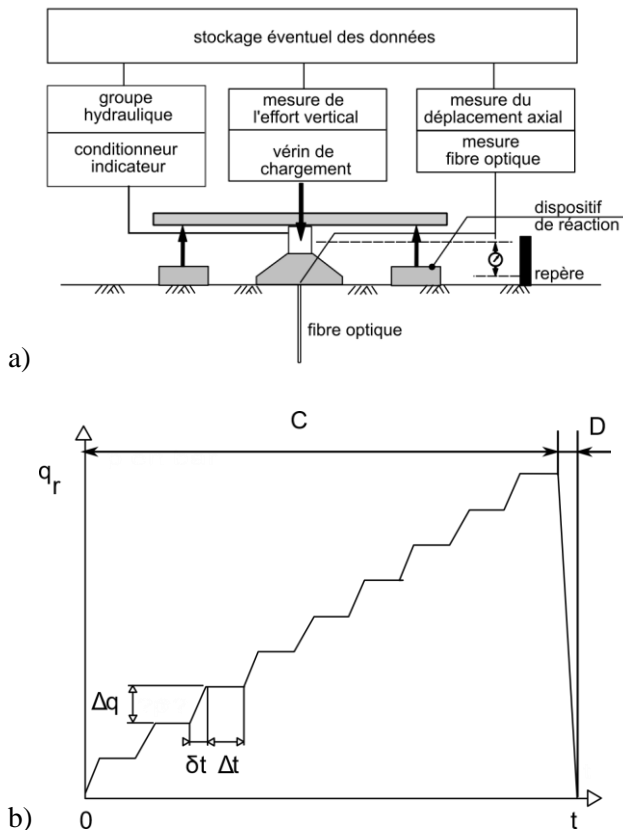 stockage éventuel des données
groupe
hydraulique
conditionneur
indicateur
mesure de
l'effort vertical
vérin de
chargement
mesure du
déplacement axial
mesure
fibre optique
dispositif
de réaction
repère
fibre optique
a)
C
D
qr
Δq
δt
Δt
b)
0
t